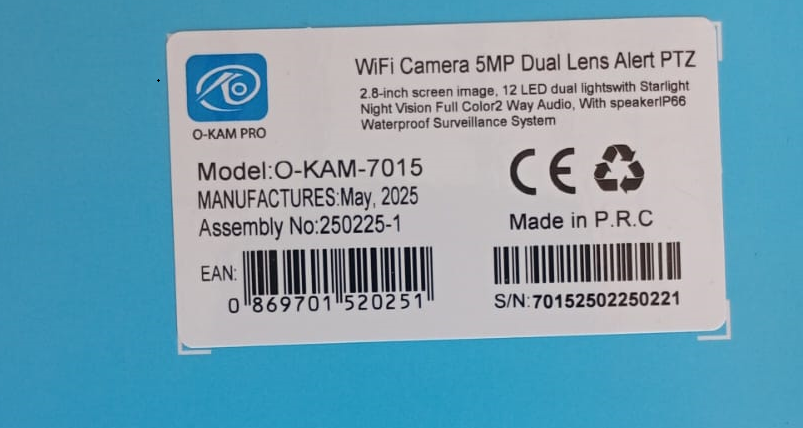 WiFi Camera 5MP Dual Lens Alert PTZ
2.8-inch screen image, 12 LED dual lightswith Starlight
Night Vision Full Color2 Way Audio, With speakerIP66
Waterproof Surveillance System
O-KAM PRO
Model:O-KAM-7015
MANUFACTURES:May, 2025
Assembly No:250225-1
CE
Made in P.R.C
EAN:
0 869701 520251
S/N:70152502250221